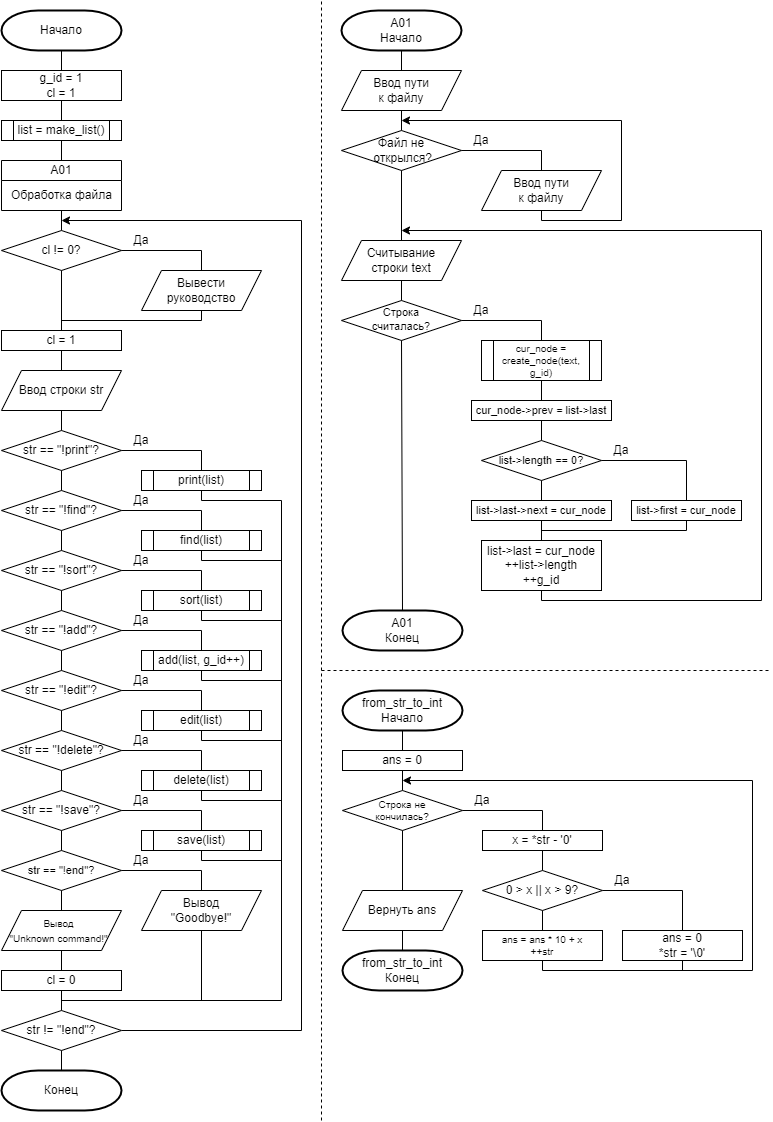 Начало
g_id = 1
cl = 1
list = make_list()
A01
Обработка файла
cl != 0?
Да
Вывести
руководство
cl = 1
Ввод строки str
str == "!print"?
Да
print(list)
str == "!find"?
Да
find(list)
str == "!sort"?
Да
sort(list)
str == "!add"?
Да
add(list, g_id++)
str == "!edit"?
Да
edit(list)
str == "!delete"?
Да
delete(list)
str == "!save"?
Да
save(list)
str == "!end"?
Да
Вывод
"Goodbye!"
Вывод
"Unknown command!"
cl = 0
str != "!end"?
Конец
A01
Начало
Ввод пути
к файлу
Файл не
открылся?
Да
Ввод пути
к файлу
Считывание
строки text
Строка
считалась?
Да
cur_node =
create_node(text,
g_id)
cur_node->prev = list->last
list->length == 0?
Да
list->last->next = cur_node
list->first = cur_node
list->last = cur_node
++list->length
++g_id
A01
Конец
from_str_to_int
Начало
ans = 0
Строка не
кончилась?
Да
x = *str - '0'
0 > x || x > 9?
Да
ans = ans * 10 + x
++str
ans = 0
*str = '\0'
Вернуть ans
from_str_to_int
Конец